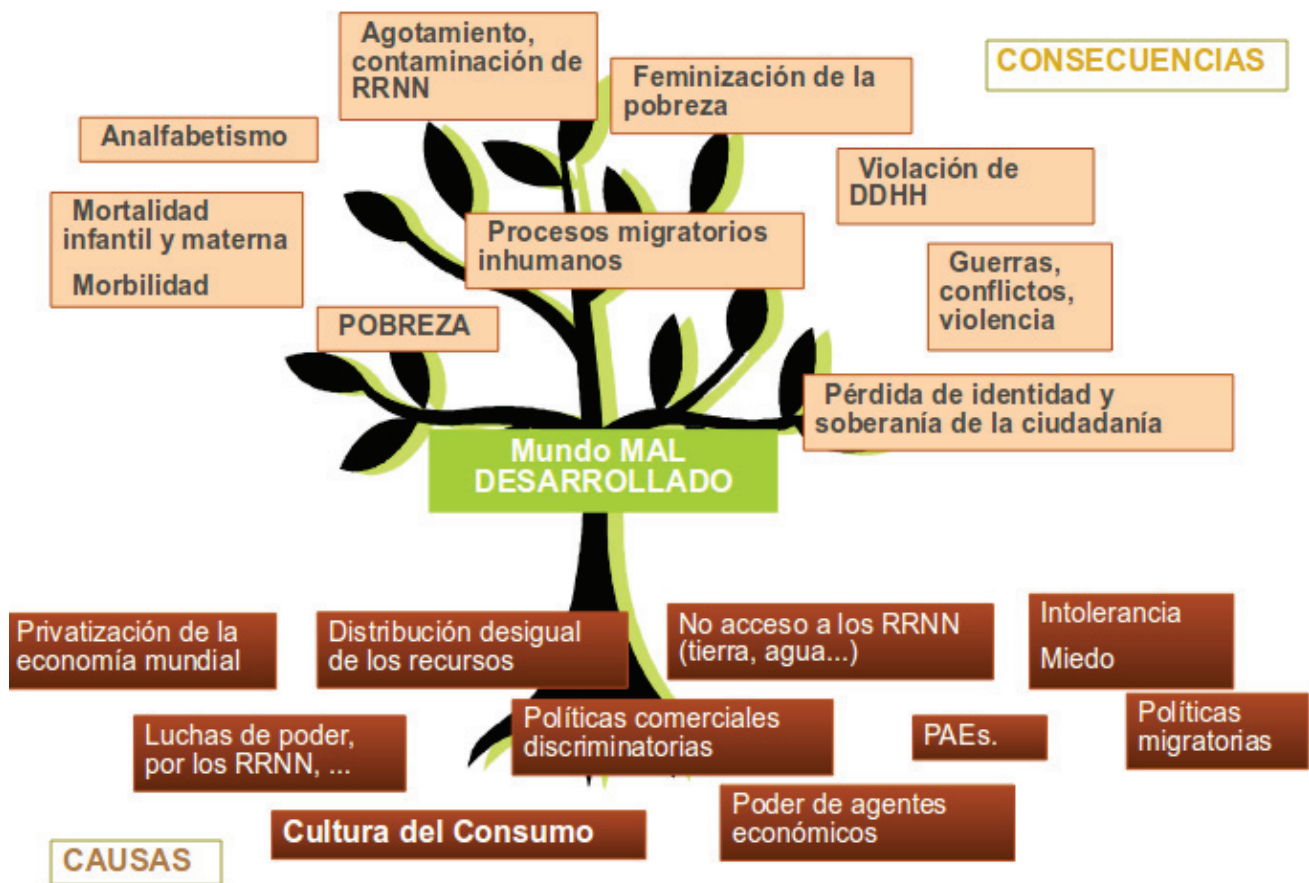 Agotamiento,
contaminación de
RRNN
CONSECUENCIAS
Feminización de la
pobreza
Analfabetismo
Violación de
DDHH
Mortalidad
infantil y materna
Morbilidad
Procesos migratorios
inhumanos
Guerras,
conflictos,
violencia
POBREZA
Pérdida de identidad y
soberanía de la ciudadanía
Mundo MAL
DESARROLLADO
Privatización de la
economía mundial
Distribución desigual
de los recursos
No acceso a los RRNN
(tierra, agua...)
Intolerancia
Miedo
Luchas de poder,
por los RRNN, ...
Políticas comerciales
discriminatorias
PAEs.
Políticas
migratorias
Cultura del Consumo
Poder de agentes
económicos
CAUSAS